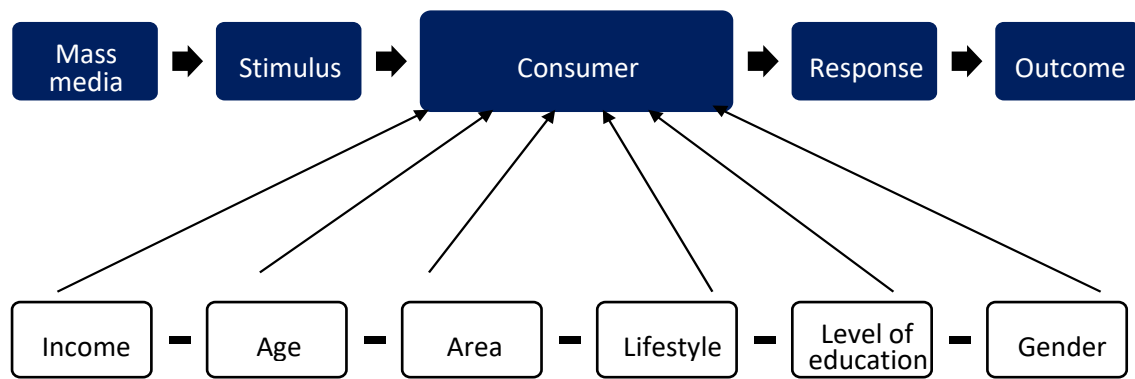 Mass
media
Stimulus
Consumer
Response
Outcome
Income
Age
Area
Lifestyle
Level of
education
Gender